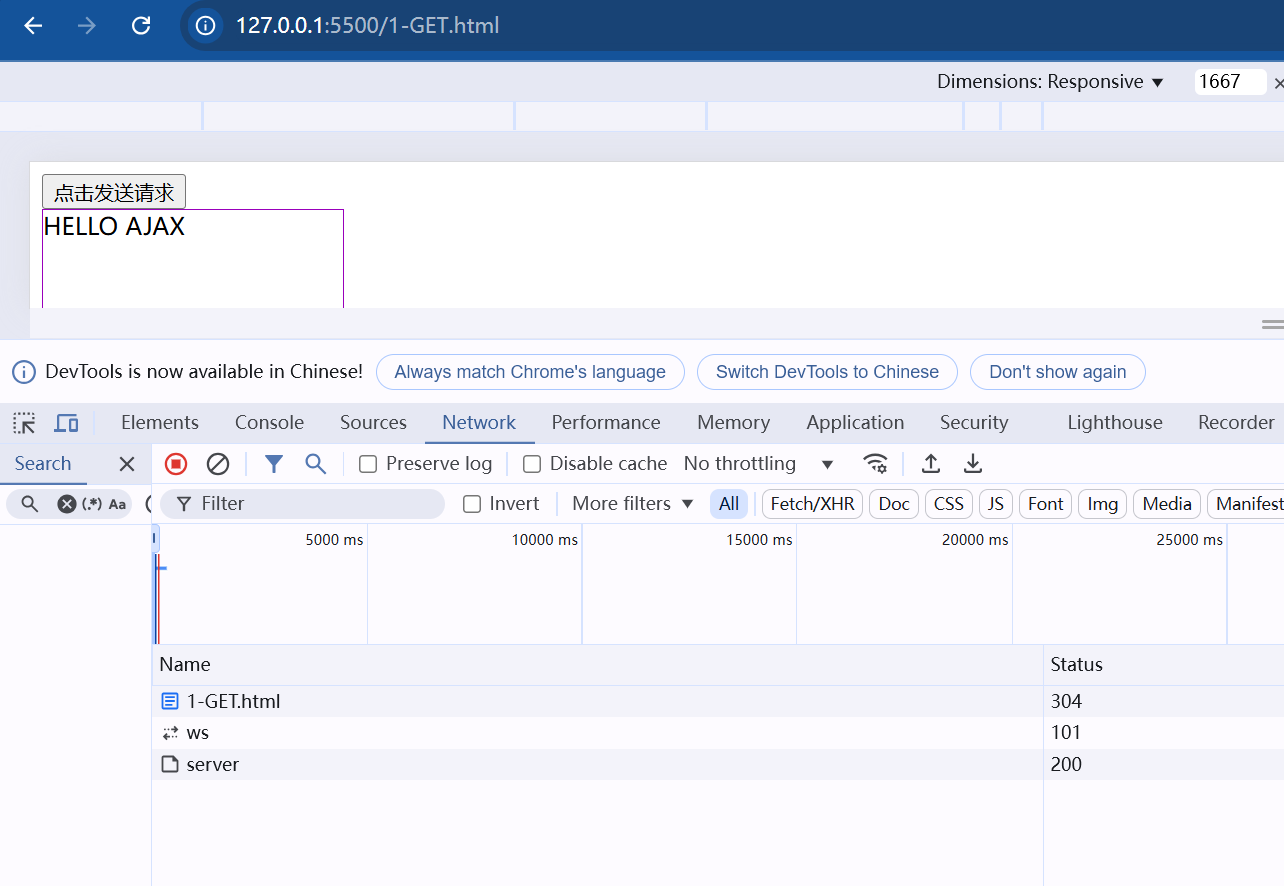 127.0.0.1:5500/1-GET.html
Dimensions: Responsive ▼ 1667 ×
点击发送请求
HELLO AJAX
DevTools is now available in Chinese! Always match Chrome's language Switch DevTools to Chinese Don't show again
Elements Console Sources Network Performance Memory Application Security Lighthouse Recorder
Search × Preserve log Disable cache No throttling ▼
(.*) Aa Filter Invert More filters ▼ All Fetch/XHR Doc CSS JS Font Img Media Manifest
5000 ms 10000 ms 15000 ms 20000 ms 25000 ms
Name Status
1-GET.html 304
ws 101
server 200